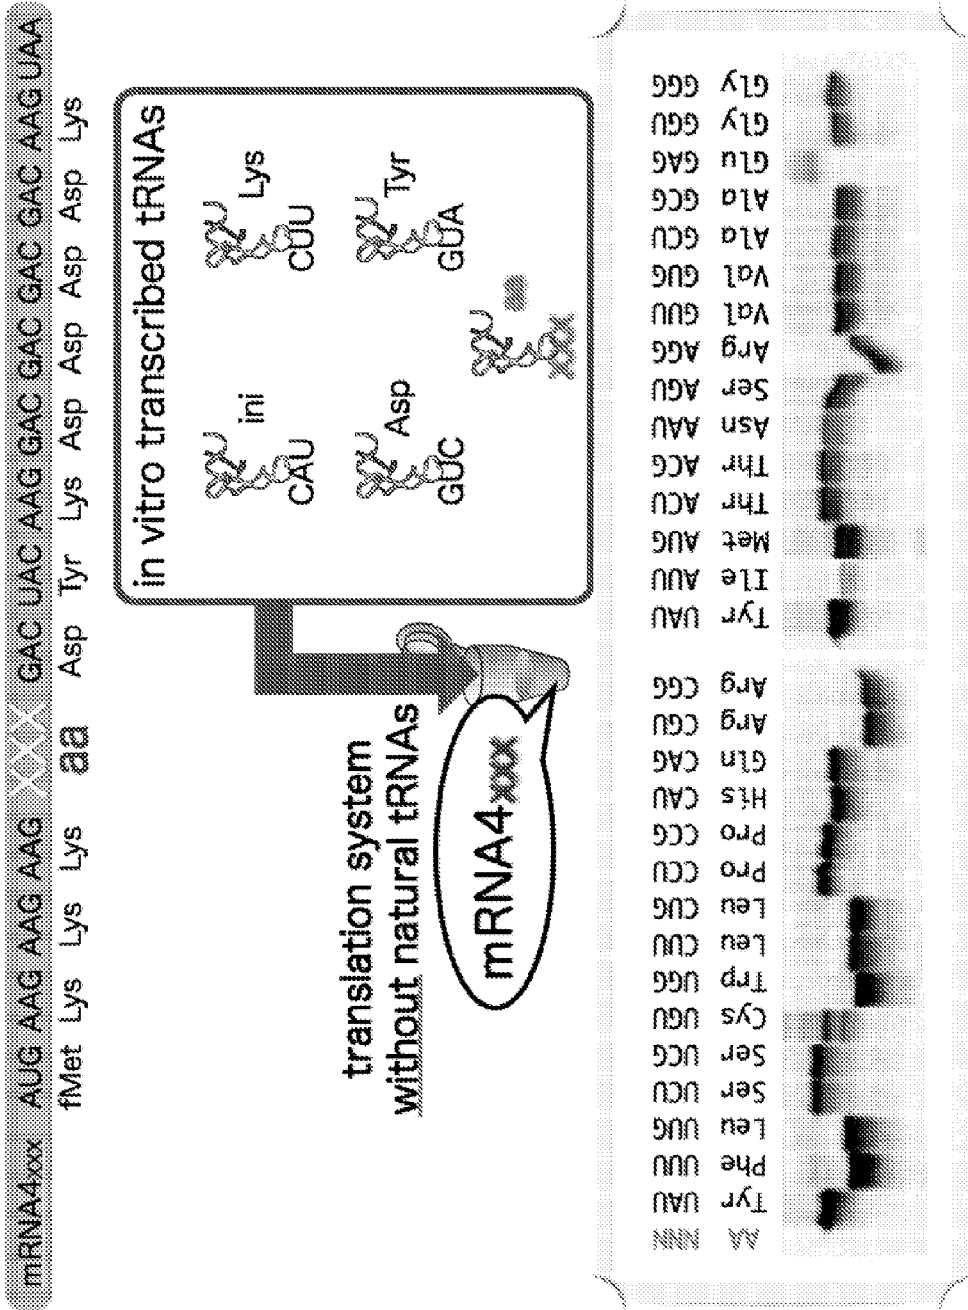 mRNA4xxx AUG AAG AAG AAG XXX GAC UAC AAG GAC GAC GAC GAC AAG UAA
fMet Lys Lys Lys aa Asp Tyr Lys Asp Asp Asp Asp Lys
translation system
without natural tRNAs
mRNA4xxx
in vitro transcribed tRNAs
ini
CAU
Lys
CUU
Asp
GUC
Tyr
GUA
aa
XXX
AA NNN
Tyr UAU
Phe UUU
Leu UUG
Ser UCU
Ser UCG
Cys UGU
Trp UGG
Leu CUU
Leu CUG
Pro CCU
Pro CCG
His CAU
Gln CAG
Arg CGU
Arg CGG
Tyr UAU
Ile AUU
Met AUG
Thr ACU
Thr ACG
Asn AAU
Ser AGU
Arg AGG
Val GUU
Val GUG
Ala GCU
Ala GCG
Glu GAG
Gly GGU
Gly GGG